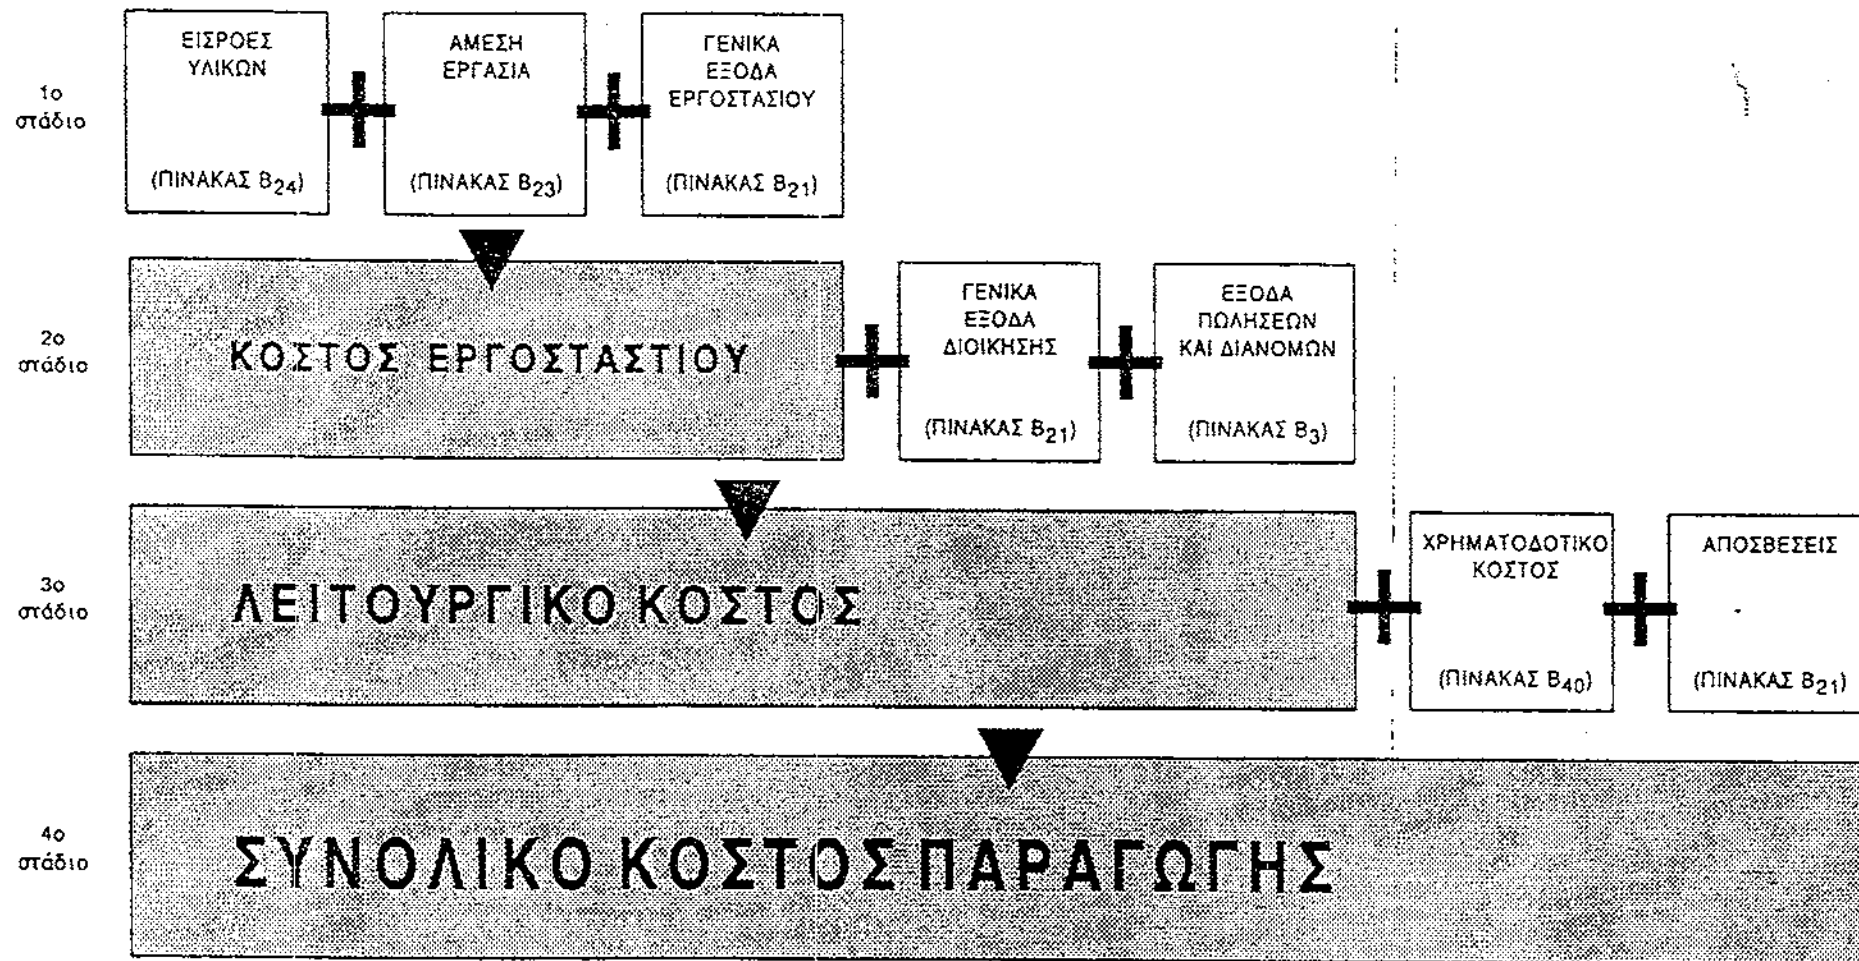 1ο
στάδιο
ΕΙΣΡΟΕΣ
ΥΛΙΚΩΝ
(ΠΙΝΑΚΑΣ Β24)
ΑΜΕΣΗ
ΕΡΓΑΣΙΑ
(ΠΙΝΑΚΑΣ Β23)
ΓΕΝΙΚΑ
ΕΞΟΔΑ
ΕΡΓΟΣΤΑΣΙΟΥ
(ΠΙΝΑΚΑΣ Β21)
2ο
στάδιο
ΚΟΣΤΟΣ ΕΡΓΟΣΤΑΣΤΙΟΥ
ΓΕΝΙΚΑ
ΕΞΟΔΑ
ΔΙΟΙΚΗΣΗΣ
(ΠΙΝΑΚΑΣ Β21)
ΕΞΟΔΑ
ΠΩΛΗΣΕΩΝ
ΚΑΙ ΔΙΑΝΟΜΩΝ
(ΠΙΝΑΚΑΣ Β3)
3ο
στάδιο
ΛΕΙΤΟΥΡΓΙΚΟ ΚΟΣΤΟΣ
ΧΡΗΜΑΤΟΔΟΤΙΚΟ
ΚΟΣΤΟΣ
(ΠΙΝΑΚΑΣ Β40)
ΑΠΟΣΒΕΣΕΙΣ
(ΠΙΝΑΚΑΣ Β21)
4ο
στάδιο
ΣΥΝΟΛΙΚΟ ΚΟΣΤΟΣ ΠΑΡΑΓΩΓΗΣ